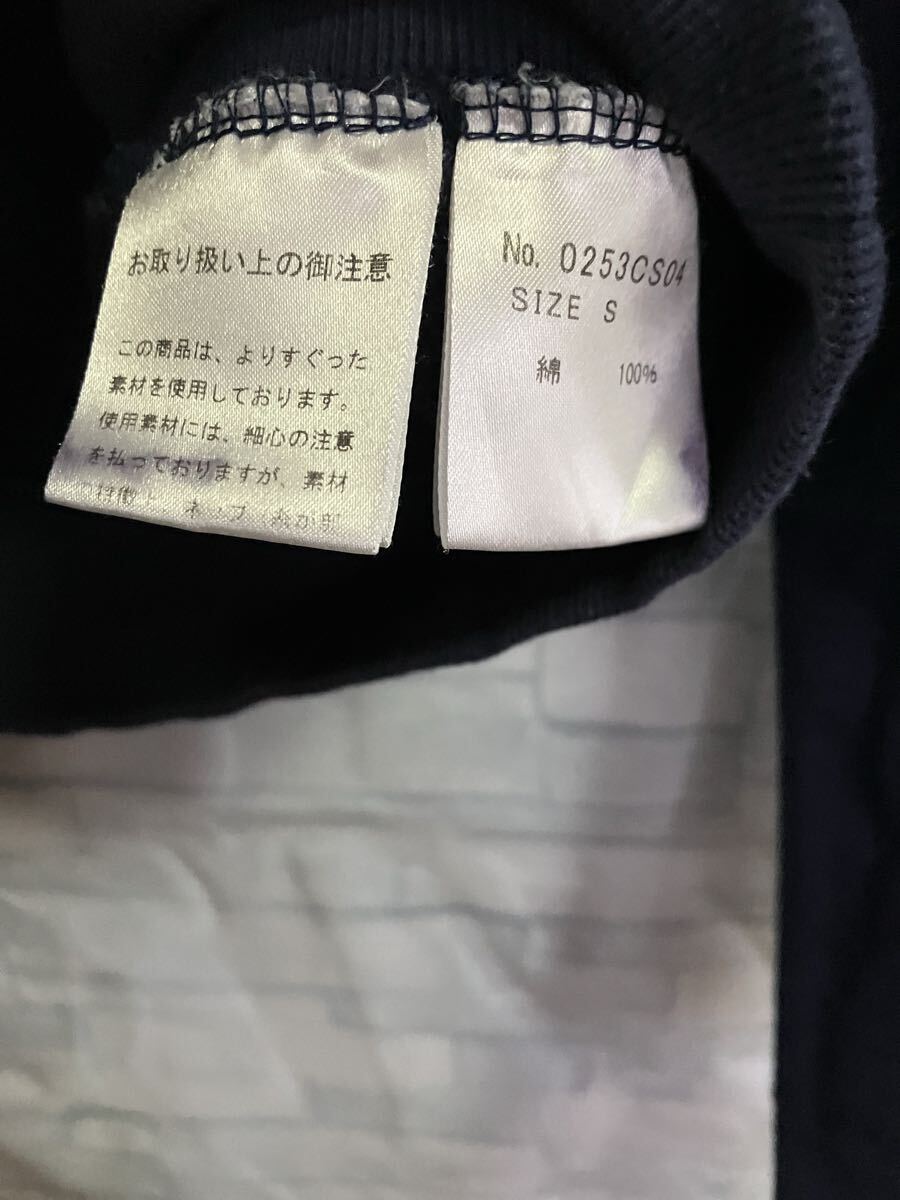 お取り扱い上の御注意
この商品は、よりすぐった
素材を使用しております。
使用素材には、細心の注意
を払っておりますが、素材
No. 0253CS04
SIZE S
綿 100%